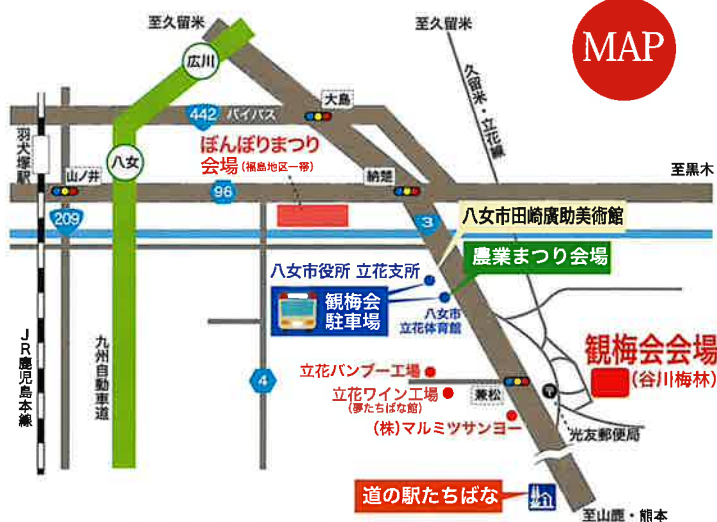 至久留米
至久留米
MAP
広川
久留米・立花線
442 バイパス
大島
羽犬塚駅
ぼんぼりまつり
会場(福島地区一帯)
八女
山ノ井
納楚
至黒木
96
209
3
八女市田崎廣助美術館
農業まつり会場
八女市役所 立花支所
観梅会
駐車場
八女市
立花体育館
JR鹿児島本線
九州自動車道
観梅会会場
(谷川梅林)
立花バンブー工場
4
立花ワイン工場
(夢たちばな館)
兼松
〒
(株)マルミツサンヨー
光友郵便局
道の駅たちばな
至山鹿・熊本